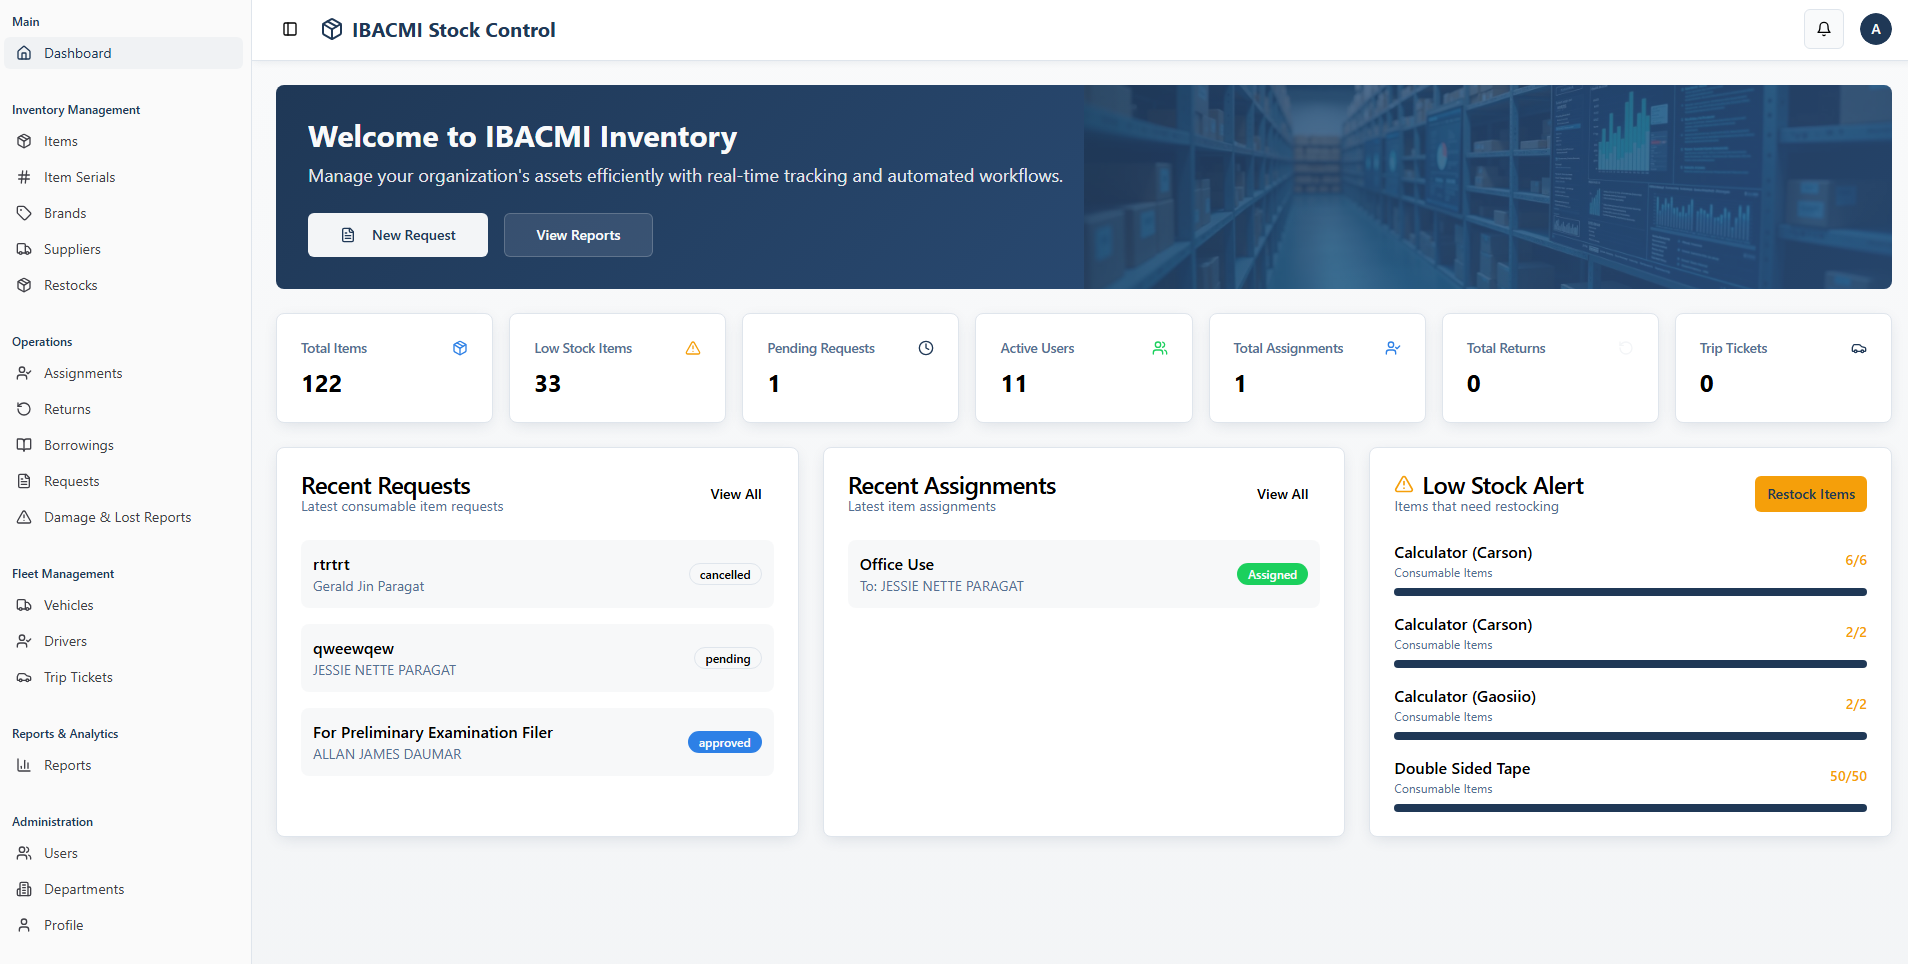 Main
Dashboard
Inventory Management
Items
Item Serials
Brands
Suppliers
Restocks
Operations
Assignments
Returns
Borrowings
Requests
Damage & Lost Reports
Fleet Management
Vehicles
Drivers
Trip Tickets
Reports & Analytics
Reports
Administration
Users
Departments
Profile
IBACMI Stock Control
A
Welcome to IBACMI Inventory
Manage your organization's assets efficiently with real-time tracking and automated workflows.
New Request
View Reports
Total Items
122
Low Stock Items
33
Pending Requests
1
Active Users
11
Total Assignments
1
Total Returns
0
Trip Tickets
0
Recent Requests
Latest consumable item requests
View All
rtrtrt
Gerald Jin Paragat
cancelled
qweewqew
JESSIE NETTE PARAGAT
pending
For Preliminary Examination Filer
ALLAN JAMES DAUMAR
approved
Recent Assignments
Latest item assignments
View All
Office Use
To: JESSIE NETTE PARAGAT
Assigned
Low Stock Alert
Items that need restocking
Restock Items
Calculator (Carson)
Consumable Items
6/6
Calculator (Carson)
Consumable Items
2/2
Calculator (Gaosiio)
Consumable Items
2/2
Double Sided Tape
Consumable Items
50/50